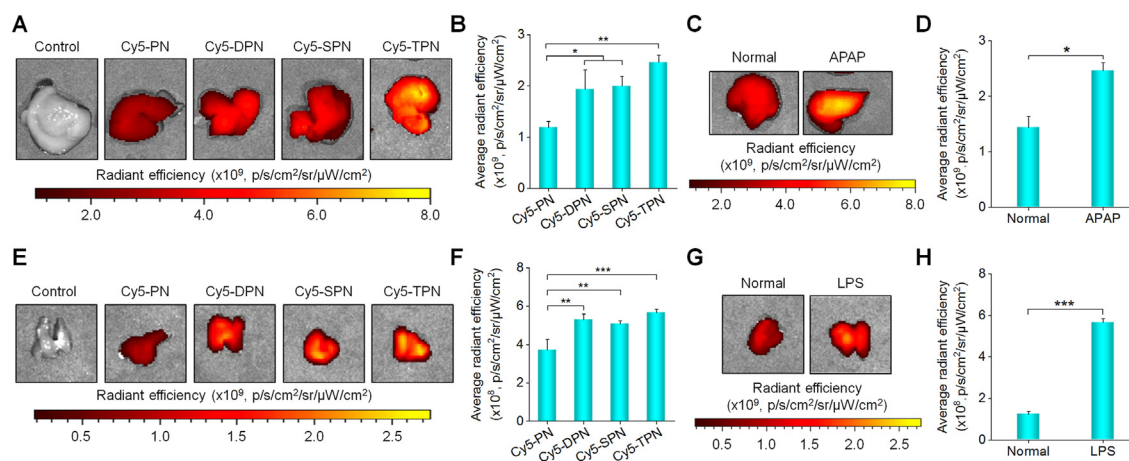 A
Control
Cy5-PN
Cy5-DPN
Cy5-SPN
Cy5-TPN
Radiant efficiency (x10⁹, p/s/cm²/sr/µW/cm²)
2.0
4.0
6.0
8.0
B
Average radiant efficiency
(x10⁹, p/s/cm²/sr/µW/cm²)
3
2
1
0
**
*
Cy5-PN
Cy5-DPN
Cy5-SPN
Cy5-TPN
C
Normal
APAP
Radiant efficiency
(x10⁹, p/s/cm²/sr/µW/cm²)
2.0
4.0
6.0
8.0
D
Average radiant efficiency
(x10⁹, p/s/cm²/sr/µW/cm²)
3
2
1
0
*
Normal
APAP
E
Control
Cy5-PN
Cy5-DPN
Cy5-SPN
Cy5-TPN
Radiant efficiency (x10⁹, p/s/cm²/sr/µW/cm²)
0.5
1.0
1.5
2.0
2.5
F
Average radiant efficiency
(x10⁸, p/s/cm²/sr/µW/cm²)
8
6
4
2
0
***
**
**
Cy5-PN
Cy5-DPN
Cy5-SPN
Cy5-TPN
G
Normal
LPS
Radiant efficiency
(x10⁹, p/s/cm²/sr/µW/cm²)
0.5
1.0
1.5
2.0
2.5
H
Average radiant efficiency
(x10⁸, p/s/cm²/sr/µW/cm²)
8
6
4
2
0
***
Normal
LPS